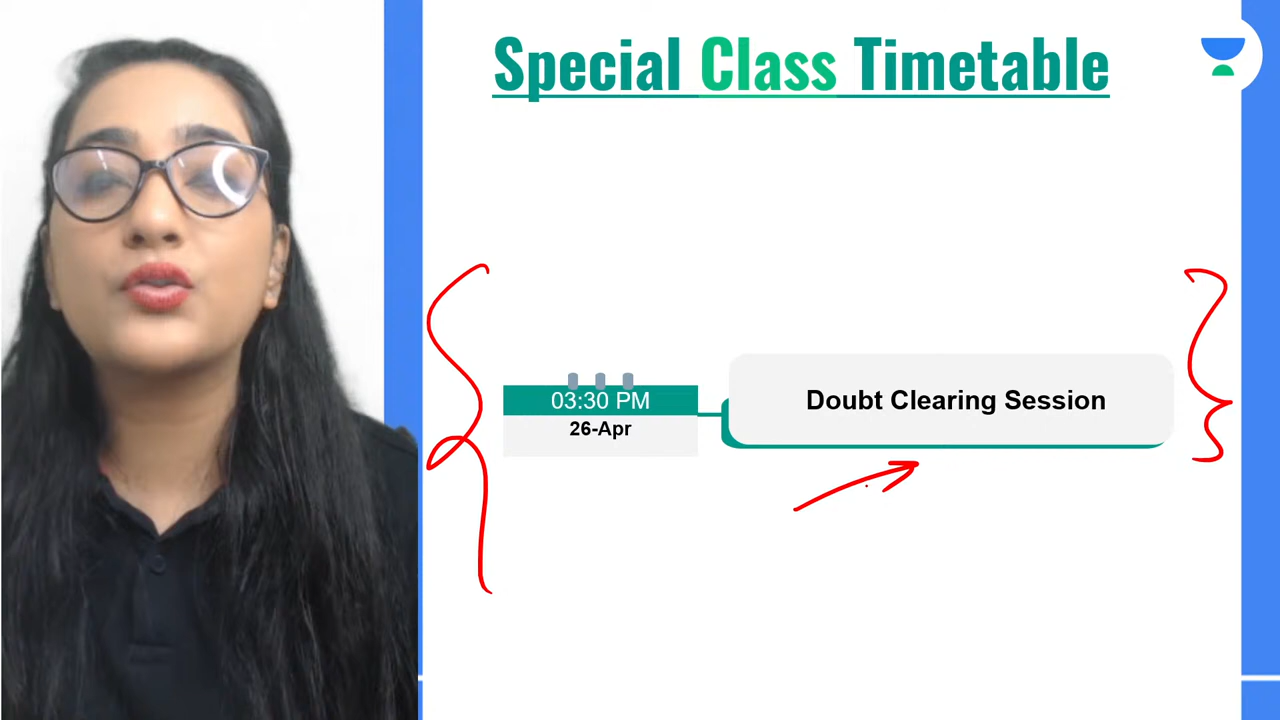 Special Class Timetable
03:30 PM
26-Apr
Doubt Clearing Session